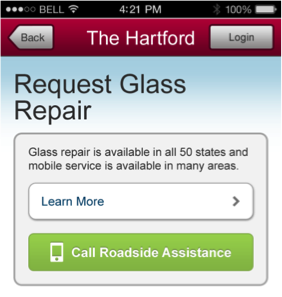 BELL 4:21 PM 100%
Back The Hartford Login
Request Glass
Repair
Glass repair is available in all 50 states and
mobile service is available in many areas.
Learn More
Call Roadside Assistance